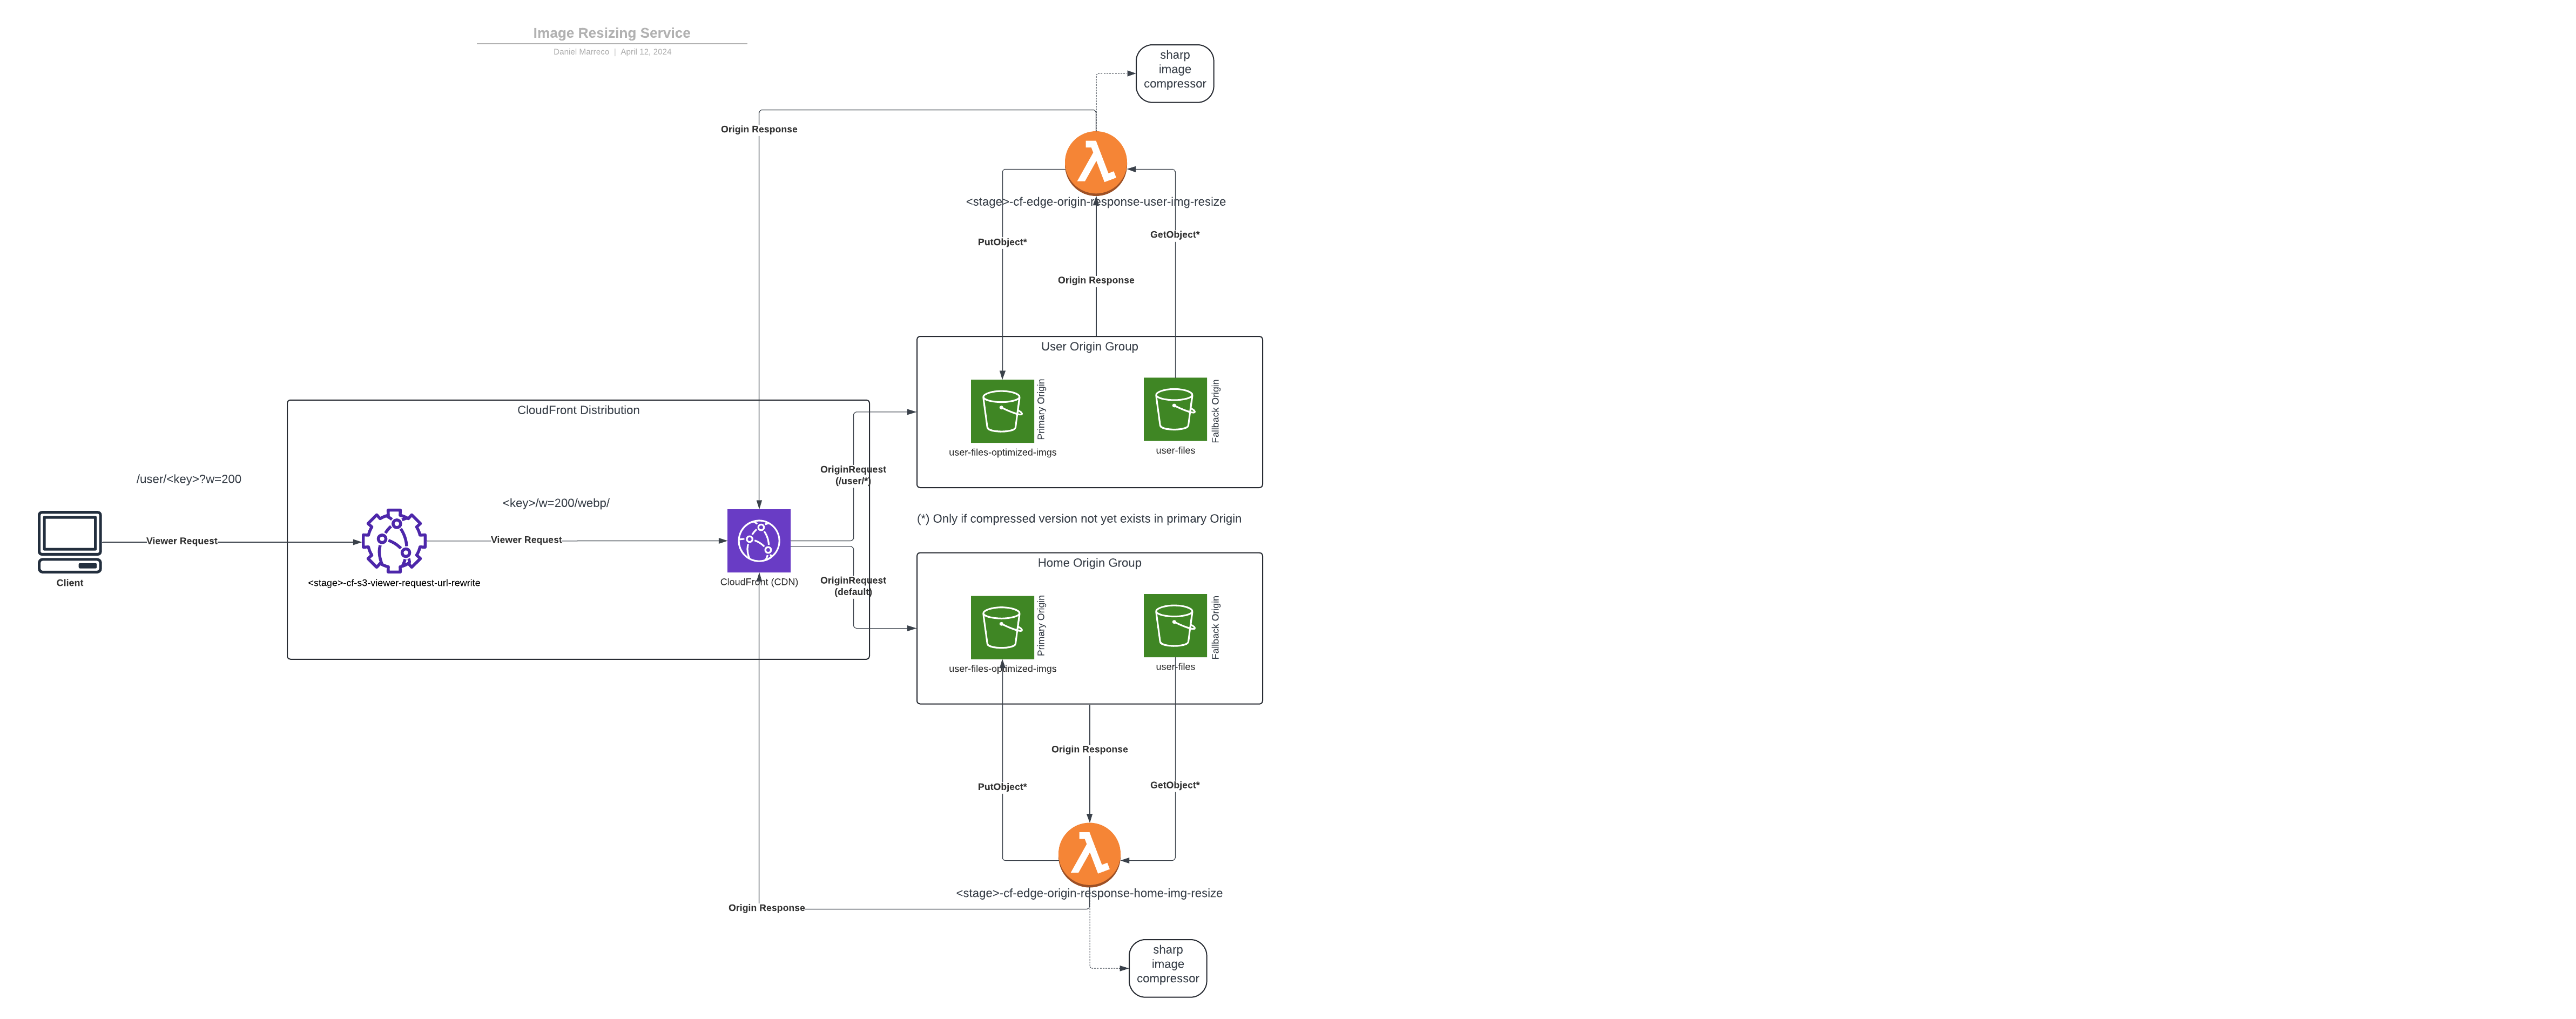 Image Resizing Service
Daniel Marreco | April 12, 2024
sharp
image
compressor
Origin Response
<stage>-cf-edge-origin-response-user-img-resize
PutObject*
GetObject*
Origin Response
User Origin Group
Primary Origin
Fallback Origin
user-files-optimized-imgs
user-files
CloudFront Distribution
/user/<key>?w=200
<key>/w=200/webp/
OriginRequest
(/user/*)
(*) Only if compressed version not yet exists in primary Origin
Viewer Request
Viewer Request
Client
<stage>-cf-s3-viewer-request-url-rewrite
CloudFront (CDN)
OriginRequest
(default)
Home Origin Group
Primary Origin
Fallback Origin
user-files-optimized-imgs
user-files
Origin Response
PutObject*
GetObject*
<stage>-cf-edge-origin-response-home-img-resize
Origin Response
sharp
image
compressor